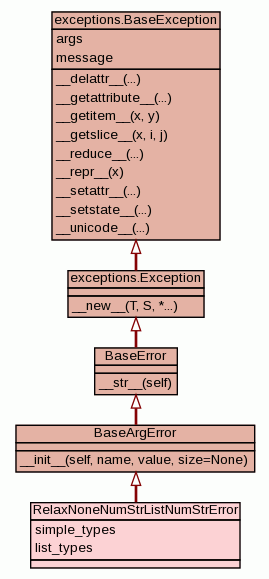 exceptions.BaseException
args
message
__delattr__(...)
__getattribute__(...)
__getitem__(x, y)
__getslice__(x, i, j)
__reduce__(...)
__repr__(x)
__setattr__(...)
__setstate__(...)
__unicode__(...)
exceptions.Exception
__new__(T, S, *...)
BaseError
__str__(self)
BaseArgError
__init__(self, name, value, size=None)
RelaxNoneNumStrListNumStrError
simple_types
list_types